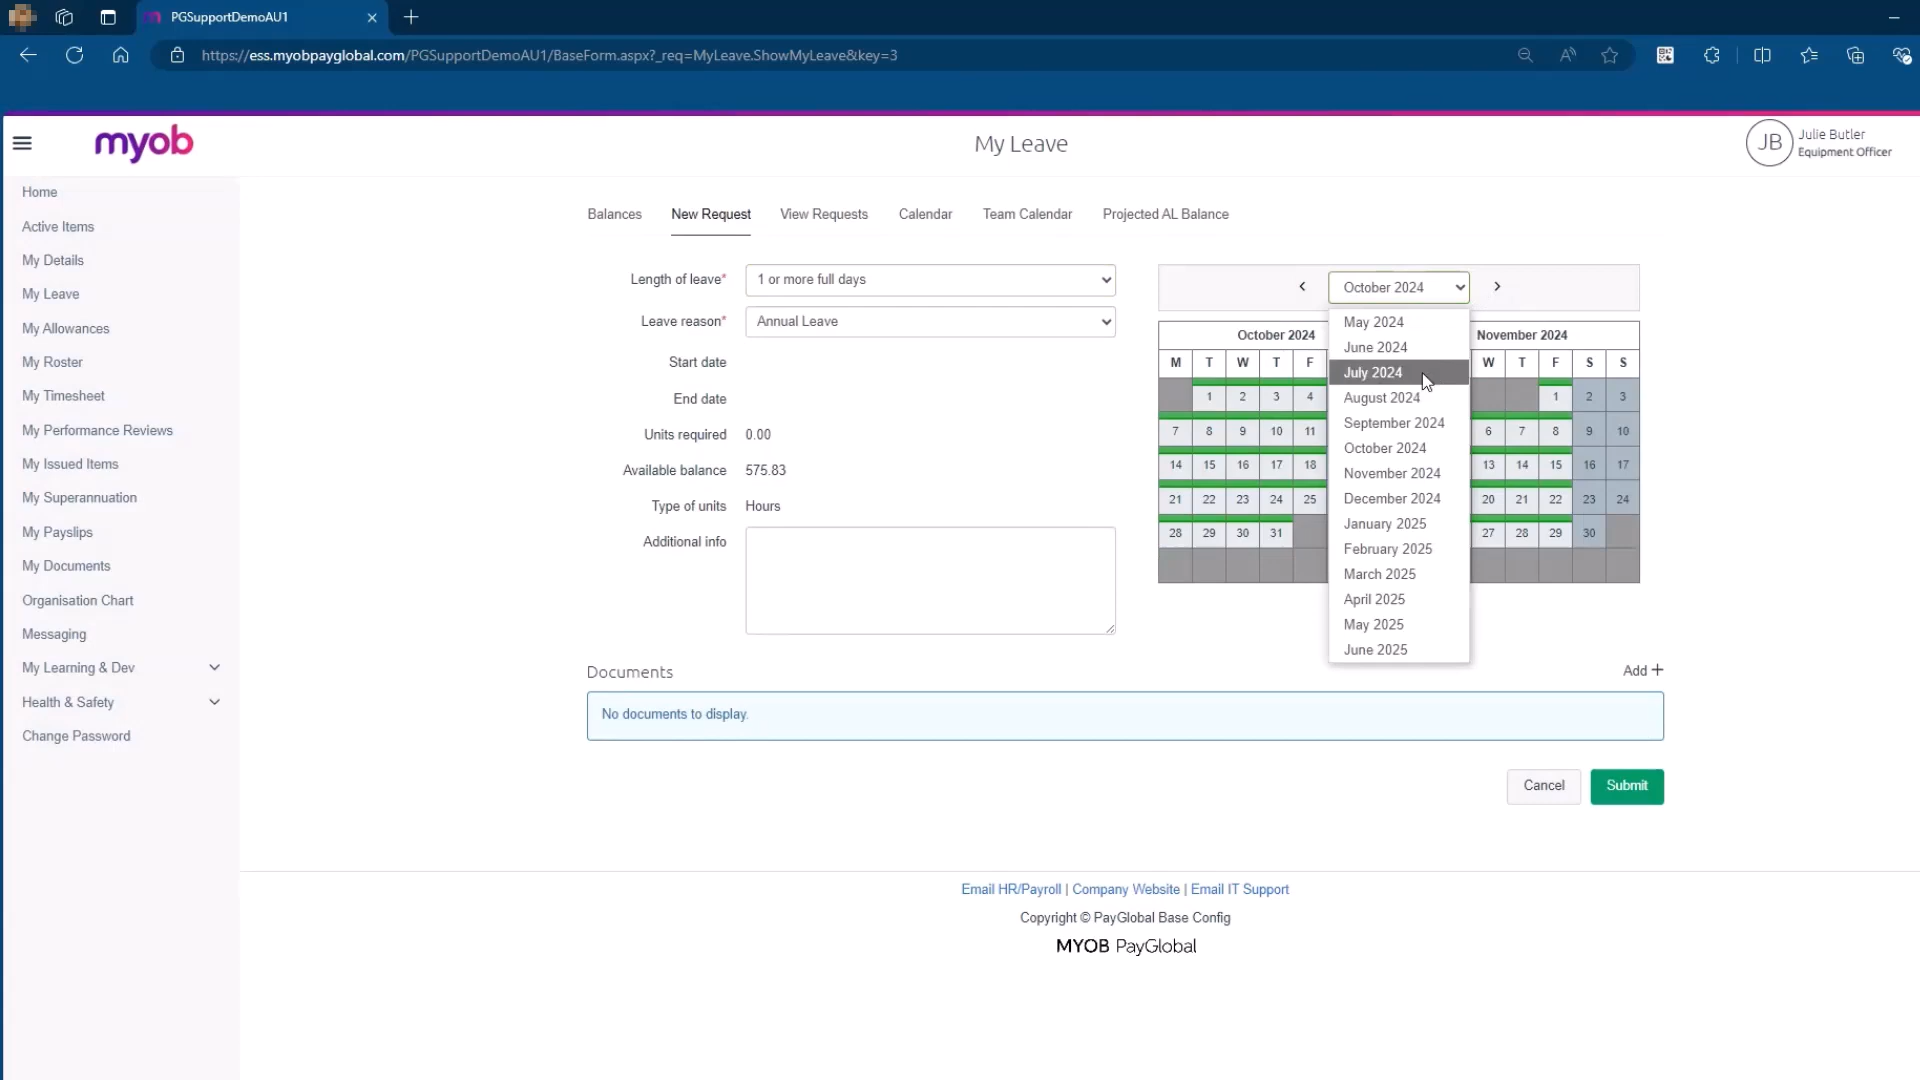 PGSupportDemoAU1
https://ess.myobpayglobal.com/PGSupportDemoAU1/BaseForm.aspx?_req=MyLeave.ShowMyLeave&key=3
myob
My Leave
JB
Julie Butler
Equipment Officer
Home
Active Items
My Details
My Leave
My Allowances
My Roster
My Timesheet
My Performance Reviews
My Issued Items
My Superannuation
My Payslips
My Documents
Organisation Chart
Messaging
My Learning & Dev
Health & Safety
Change Password
Balances New Request View Requests Calendar Team Calendar Projected AL Balance
Length of leave* 1 or more full days
Leave reason* Annual Leave
Start date
End date
Units required 0.00
Available balance 575.83
Type of units Hours
Additional info
October 2024
May 2024
June 2024
July 2024
August 2024
September 2024
October 2024
November 2024
December 2024
January 2025
February 2025
March 2025
April 2025
May 2025
June 2025
October 2024
M T W T F
1 2 3 4
7 8 9 10 11
14 15 16 17 18
21 22 23 24 25
28 29 30 31
November 2024
W T F S S
1 2 3
6 7 8 9 10
13 14 15 16 17
20 21 22 23 24
27 28 29 30
Documents
Add +
No documents to display.
Cancel Submit
Email HR/Payroll | Company Website | Email IT Support
Copyright © PayGlobal Base Config
MYOB PayGlobal